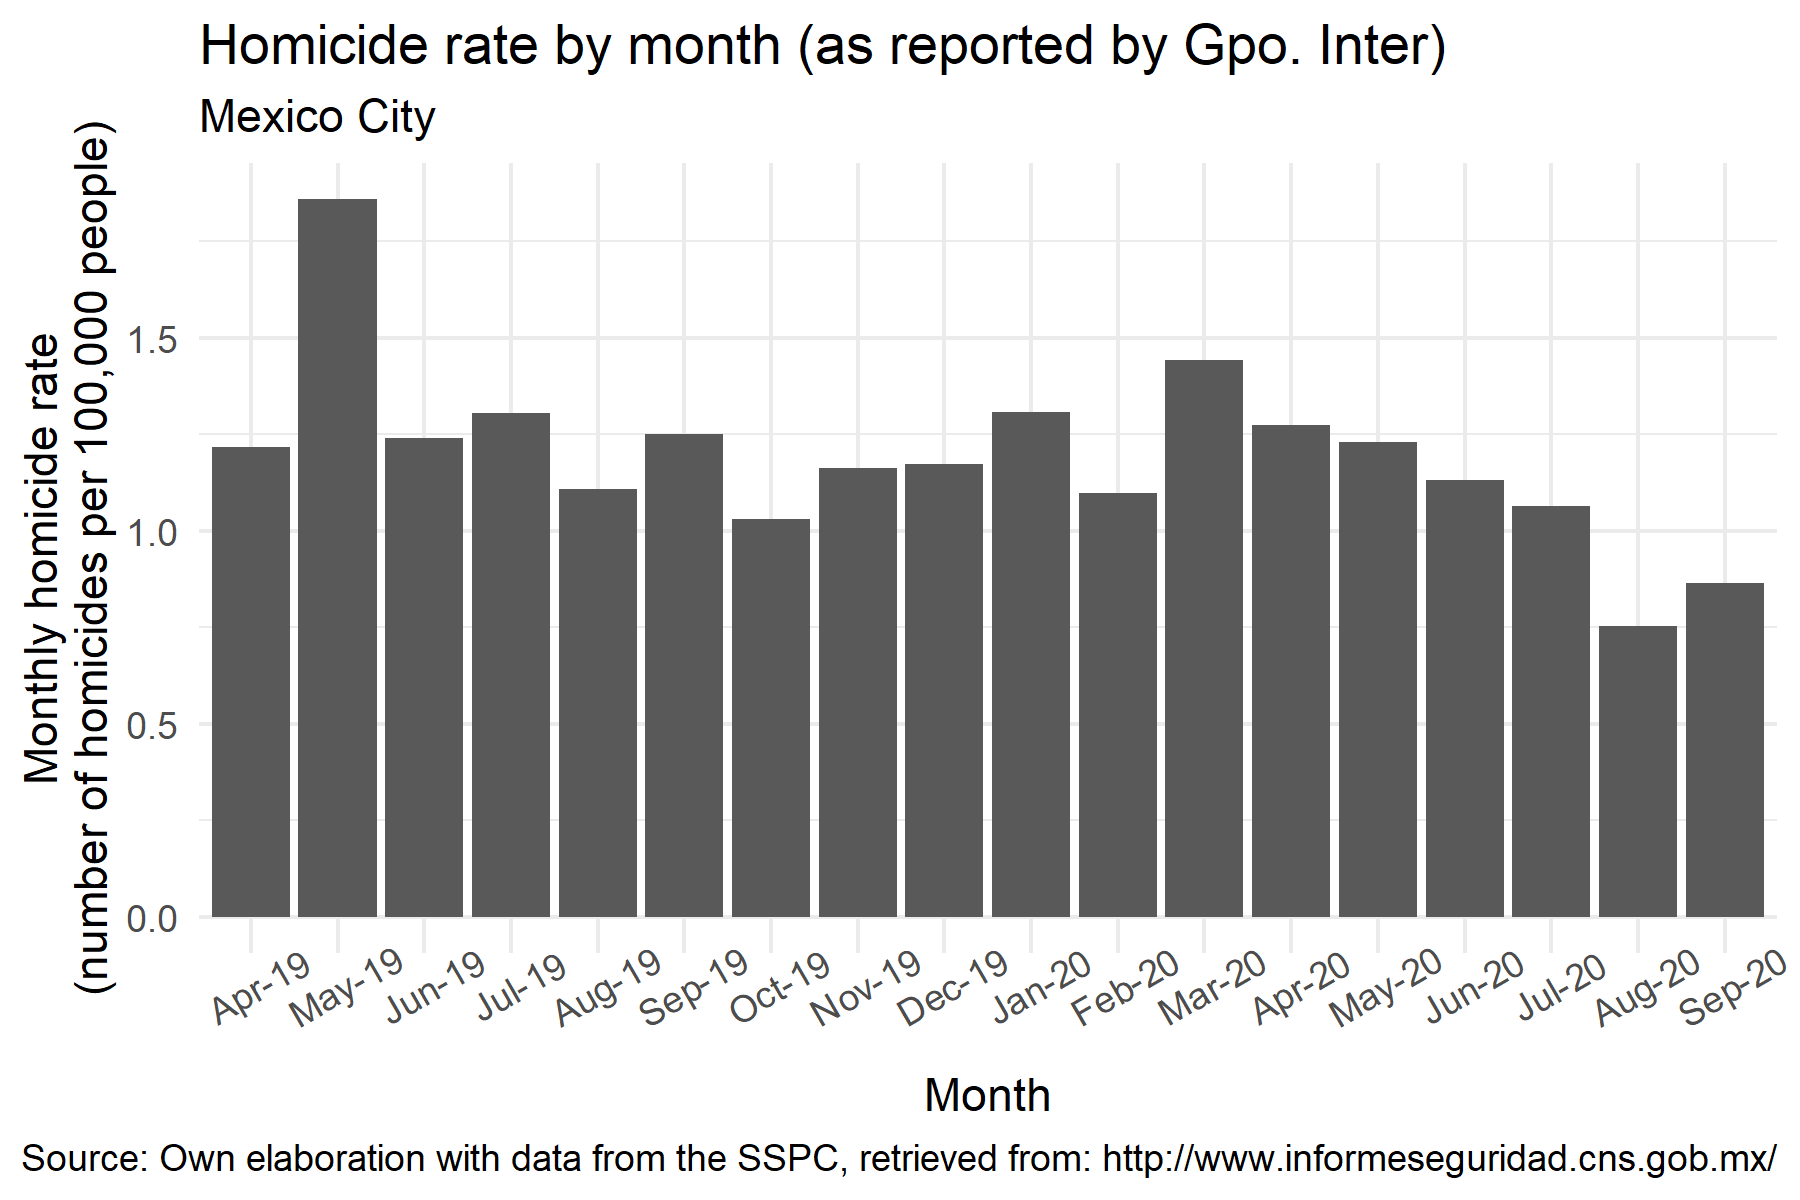 Homicide rate by month (as reported by Gpo. Inter)
Mexico City
Monthly homicide rate
(number of homicides per 100,000 people)
1.5
1.0
0.5
0.0
Apr-19
May-19
Jun-19
Jul-19
Aug-19
Sep-19
Oct-19
Nov-19
Dec-19
Jan-20
Feb-20
Mar-20
Apr-20
May-20
Jun-20
Jul-20
Aug-20
Sep-20
Month
Source: Own elaboration with data from the SSPC, retrieved from: http://www.informeseguridad.cns.gob.mx/